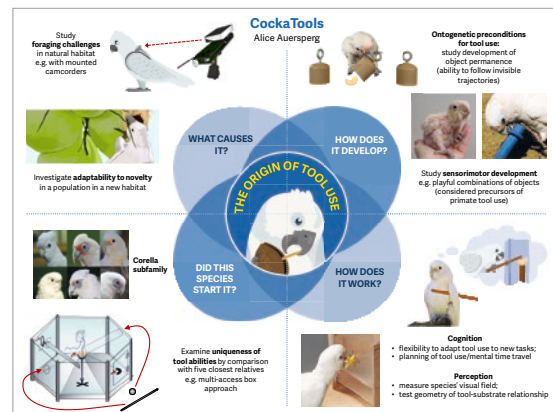 CockaTools
Alice Auersperg
Study
foraging challenges
in natural habitat
e.g. with mounted
camcorders
Ontogenetic preconditions
for tool use:
study development of
object permanence
(ability to follow invisible
trajectories)
WHAT CAUSES
IT?
HOW DOES
IT DEVELOP?
Investigate adaptability to novelty
in a population in a new habitat
Study sensorimotor development
e.g. playful combinations of objects
(considered precursors of
primate tool use)
THE ORIGIN OF TOOL USE
Corella
subfamily
DID THIS
SPECIES
START IT?
HOW DOES
IT WORK?
Examine uniqueness of
tool abilities by comparison
with five closest relatives
e.g. multi-access box
approach
Cognition
• flexibility to adapt tool use to new tasks;
• planning of tool use/mental time travel
Perception
• measure species' visual field;
• test geometry of tool-substrate relationship